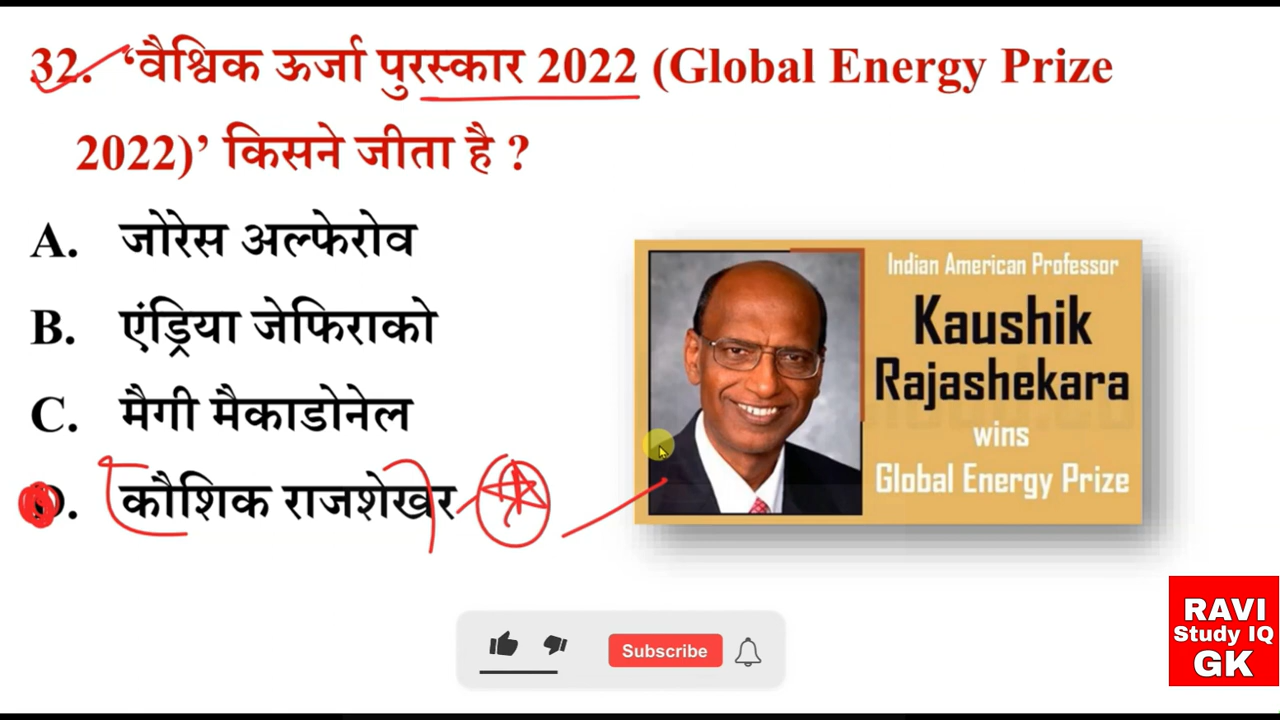 32. ‘वैश्विक ऊर्जा पुरस्कार 2022 (Global Energy Prize
2022)’ किसने जीता है ?
A. जोरेस अल्फेरोव
B. एंड्रिया जेफिराको
C. मैगी मैकाडोनेल
D. कौशिक राजशेखर
Indian American Professor
Kaushik
Rajashekara
wins
Global Energy Prize
Subscribe
RAVI
Study IQ
GK